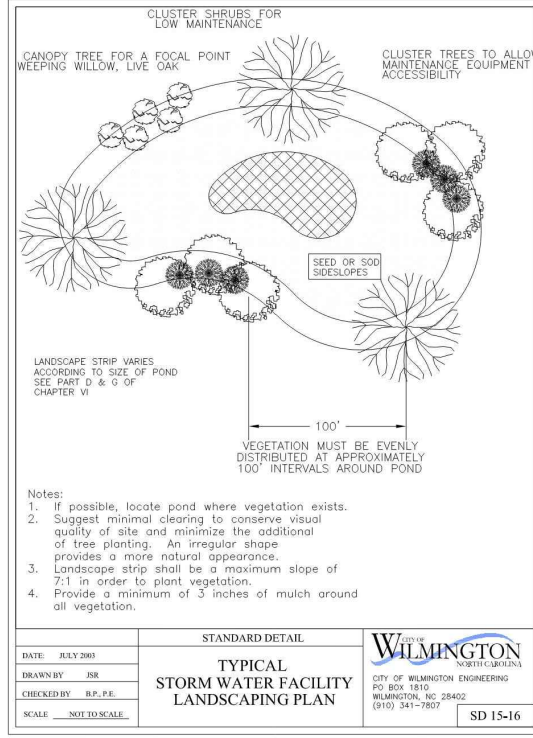 CLUSTER SHRUBS FOR
LOW MAINTENANCE
CANOPY TREE FOR A FOCAL POINT
WEEPING WILLOW, LIVE OAK
CLUSTER TREES TO ALLO
MAINTENANCE EQUIPMENT
ACCESSIBILITY
SEED OR SOD
SIDESLOPES
LANDSCAPE STRIP VARIES
ACCORDING TO SIZE OF POND
SEE PART D & G OF
CHAPTER VI
100'
VEGETATION MUST BE EVENLY
DISTRIBUTED AT APPROXIMATELY
100' INTERVALS AROUND POND
Notes:
1. If possible, locate pond where vegetation exists.
2. Suggest minimal clearing to conserve visual
quality of site and minimize the additional
of tree planting. An irregular shape
provides a more natural appearance.
3. Landscape strip shall be a maximum slope of
7:1 in order to plant vegetation.
4. Provide a minimum of 3 inches of mulch around
all vegetation.
DATE: JULY 2003
DRAWN BY JSR
CHECKED BY B.P., P.E.
SCALE NOT TO SCALE
STANDARD DETAIL
TYPICAL
STORM WATER FACILITY
LANDSCAPING PLAN
CITY OF
WILMINGTON
NORTH CAROLINA
CITY OF WILMINGTON ENGINEERING
PO BOX 1810
WILMINGTON, NC 28402
(910) 341-7807
SD 15-16